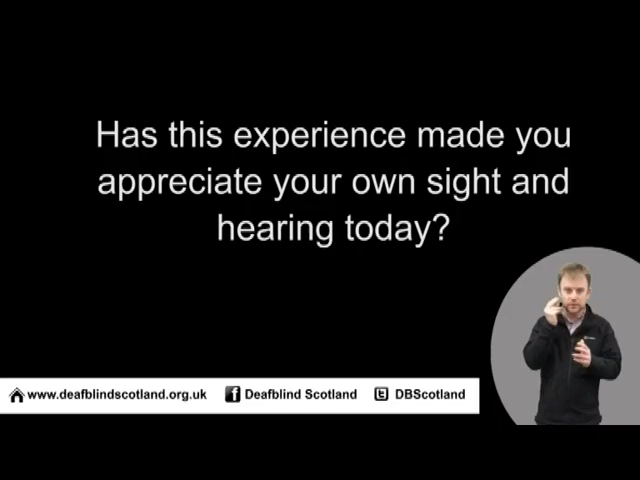 Has this experience made you
appreciate your own sight and
hearing today?
www.deafblindscotland.org.uk Deafblind Scotland DBScotland